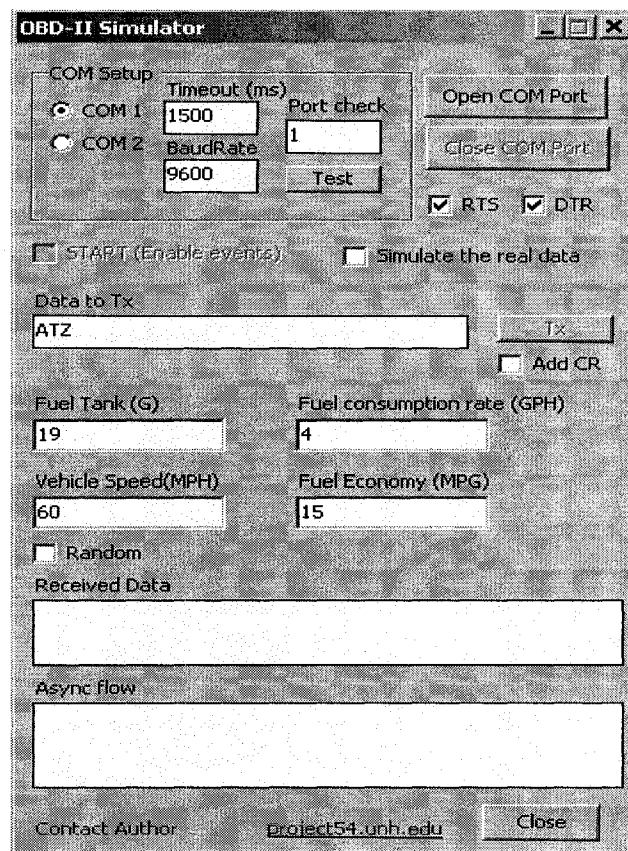 OBD-II Simulator
COM Setup
COM 1
COM 2
Timeout (ms)
1500
BaudRate
9600
Port check
1
Test
Open COM Port
Close COM Port
RTS
DTR
START (Enable events)
Simulate the real data
Data to Tx
ATZ
Tx
Add CR
Fuel Tank (G)
19
Fuel consumption rate (GPH)
4
Vehicle Speed(MPH)
60
Fuel Economy (MPG)
15
Random
Received Data
Async flow
Contact Author
project54.unh.edu
Close